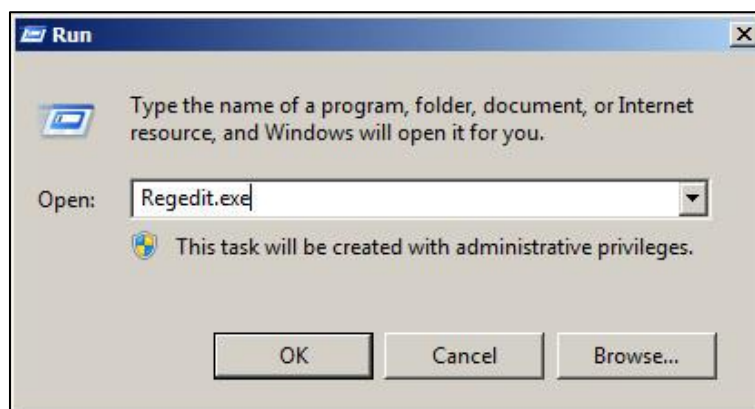 Run
Type the name of a program, folder, document, or Internet
resource, and Windows will open it for you.
Open: Regedit.exe
This task will be created with administrative privileges.
OK Cancel Browse...